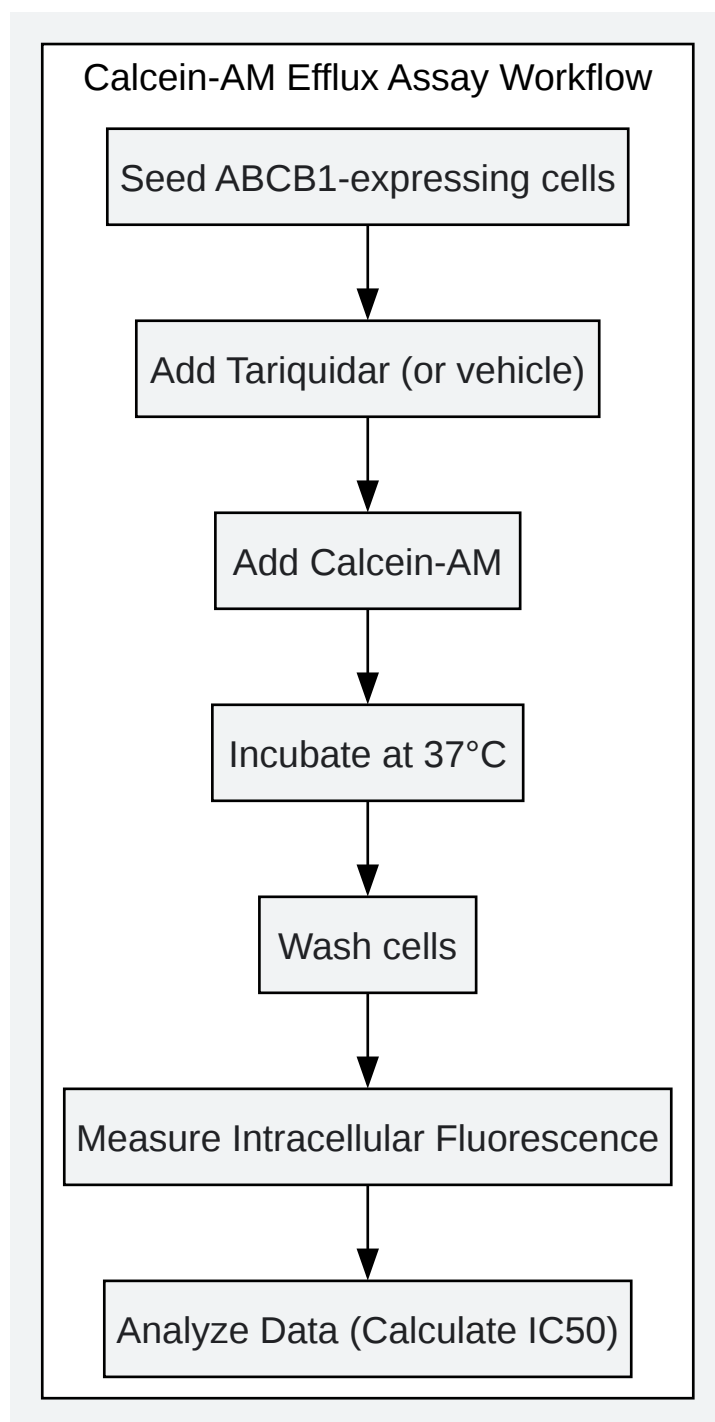 Calcein-AM Efflux Assay Workflow
Seed ABCB1-expressing cells
Add Tariquidar (or vehicle)
Add Calcein-AM
Incubate at 37°C
Wash cells
Measure Intracellular Fluorescence
Analyze Data (Calculate IC50)